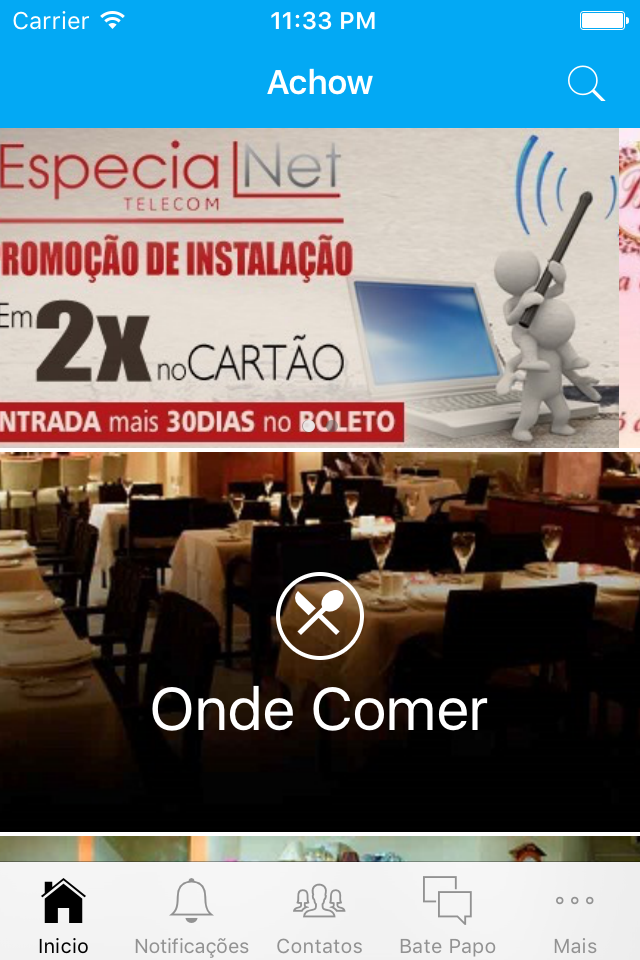 Carrier 11:33 PM
Achow
Especial Net
TELECOM
ROMOÇÃO DE INSTALAÇÃO
Em 2x no CARTÃO
NTRADA mais 30DIAS no BOLETO
Onde Comer
Inicio Notificações Contatos Bate Papo Mais